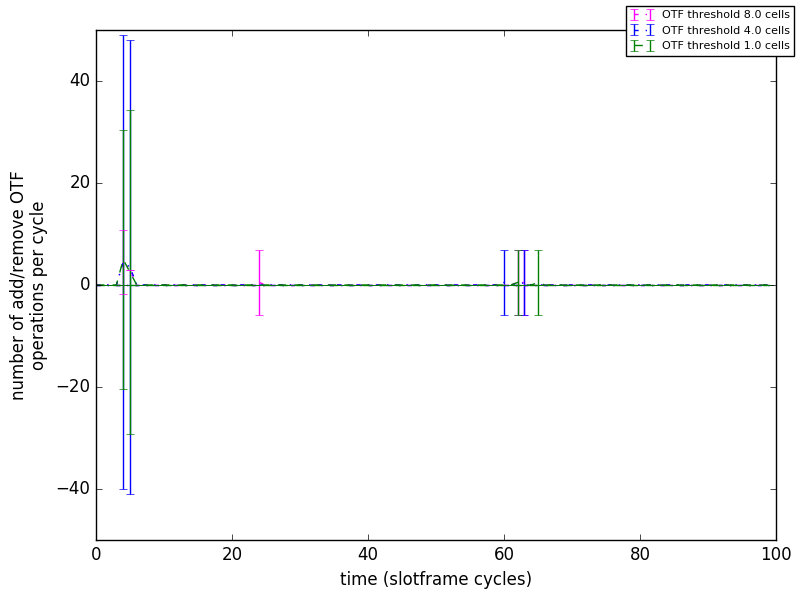 OTF threshold 8.0 cells
OTF threshold 4.0 cells
OTF threshold 1.0 cells
number of add/remove OTF
operations per cycle
40
20
0
−20
−40
0 20 40 60 80 100
time (slotframe cycles)